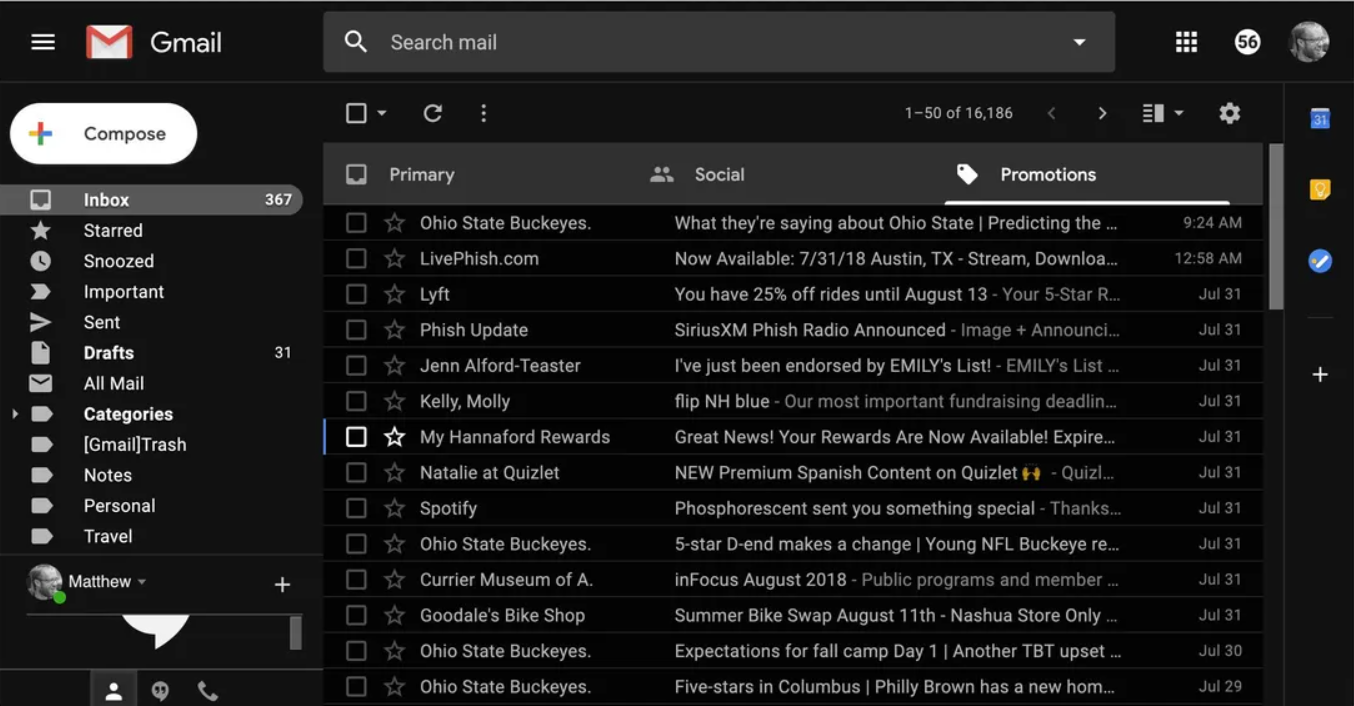 Gmail
Search mail
56
Compose
1–50 of 16,186
31
Primary Social Promotions
Inbox 367
Starred
Snoozed
Important
Sent
Drafts 31
All Mail
Categories
[Gmail]Trash
Notes
Personal
Travel
Matthew
Ohio State Buckeyes. What they're saying about Ohio State | Predicting the ... 9:24 AM
LivePhish.com Now Available: 7/31/18 Austin, TX - Stream, Downloa... 12:58 AM
Lyft You have 25% off rides until August 13 - Your 5-Star R... Jul 31
Phish Update SiriusXM Phish Radio Announced - Image + Announci... Jul 31
Jenn Alford-Teaster I've just been endorsed by EMILY's List! - EMILY's List ... Jul 31
Kelly, Molly flip NH blue - Our most important fundraising deadlin... Jul 31
My Hannaford Rewards Great News! Your Rewards Are Now Available! Expire... Jul 31
Natalie at Quizlet NEW Premium Spanish Content on Quizlet 🙌 - Quizl... Jul 31
Spotify Phosphorescent sent you something special - Thanks... Jul 31
Ohio State Buckeyes. 5-star D-end makes a change | Young NFL Buckeye re... Jul 31
Currier Museum of A. inFocus August 2018 - Public programs and member ... Jul 31
Goodale's Bike Shop Summer Bike Swap August 11th - Nashua Store Only ... Jul 31
Ohio State Buckeyes. Expectations for fall camp Day 1 | Another TBT upset ... Jul 30
Ohio State Buckeyes. Five-stars in Columbus | Philly Brown has a new hom... Jul 29